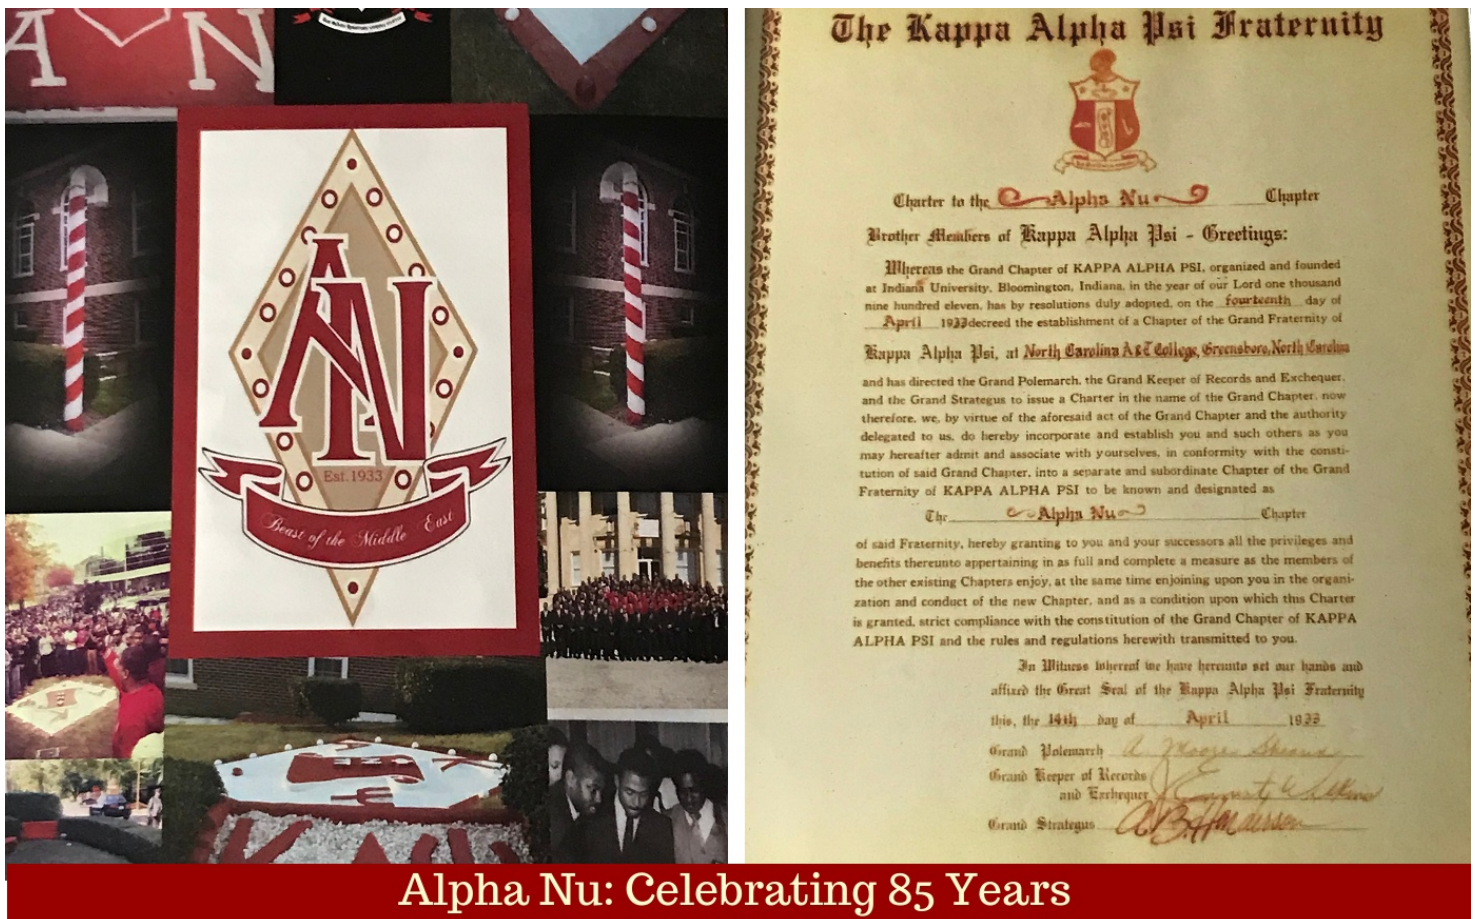 A N
AN
Est. 1933
Beast of the Middle East
The Kappa Alpha Psi Fraternity
Charter to the Alpha Nu Chapter
Brother Members of Kappa Alpha Psi - Greetings:
Whereas the Grand Chapter of KAPPA ALPHA PSI, organized and founded
at Indiana University, Bloomington, Indiana, in the year of our Lord one thousand
nine hundred eleven, has by resolutions duly adopted, on the fourteenth day of
April 1933 decreed the establishment of a Chapter of the Grand Fraternity of
Kappa Alpha Psi, at North Carolina A & T College, Greensboro, North Carolina
and has directed the Grand Polemarch, the Grand Keeper of Records and Exchequer,
and the Grand Strategus to issue a Charter in the name of the Grand Chapter, now
therefore, we, by virtue of the aforesaid act of the Grand Chapter and the authority
delegated to us, do hereby incorporate and establish you and such others as you
may hereafter admit and associate with yourselves, in conformity with the consti-
tution of said Grand Chapter, into a separate and subordinate Chapter of the Grand
Fraternity of KAPPA ALPHA PSI to be known and designated as
The Alpha Nu Chapter
of said Fraternity, hereby granting to you and your successors all the privileges and
benefits thereunto appertaining in as full and complete a measure as the members of
the other existing Chapters enjoy, at the same time enjoining upon you in the organi-
zation and conduct of the new Chapter, and as a condition upon which this Charter
is granted, strict compliance with the constitution of the Grand Chapter of KAPPA
ALPHA PSI and the rules and regulations herewith transmitted to you.
In Witness whereof we have hereunto set our hands and
affixed the Great Seal of the Kappa Alpha Psi Fraternity
this, the 14th day of April 1933
Grand Polemarch A Moore
Grand Keeper of Records
and Exchequer J. Ernest Wilkins
Grand Strategus A.B. Henderson
Alpha Nu: Celebrating 85 Years